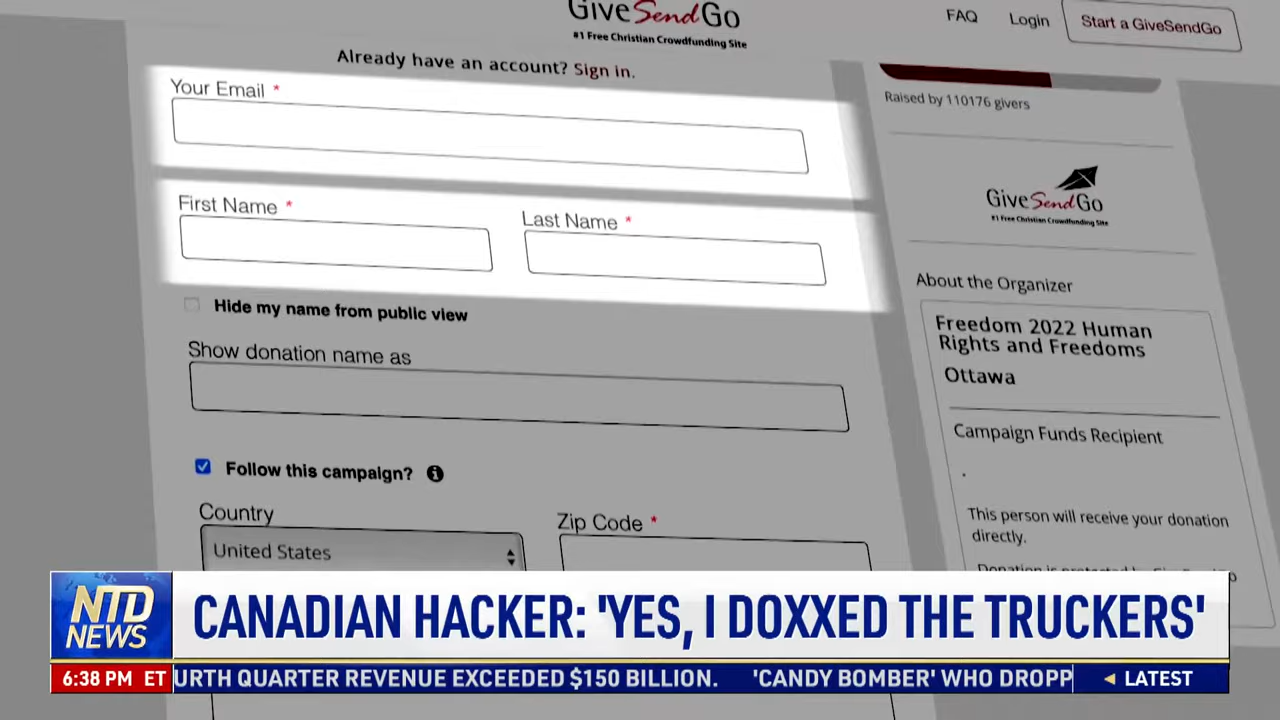 GiveSendGo
#1 Free Christian Crowdfunding Site
FAQ
Login
Start a GiveSendGo
Already have an account? Sign in.
Your Email *
First Name *
Last Name *
Hide my name from public view
Show donation name as
Follow this campaign?
Country
United States
Zip Code *
Raised by 110176 givers
GiveSendGo
#1 Free Christian Crowdfunding Site
About the Organizer
Freedom 2022 Human
Rights and Freedoms
Ottawa
Campaign Funds Recipient
.
This person will receive your donation
directly.
NTD
NEWS
CANADIAN HACKER: 'YES, I DOXXED THE TRUCKERS'
6:38 PM ET
URTH QUARTER REVENUE EXCEEDED $150 BILLION. 'CANDY BOMBER' WHO DROPP
LATEST